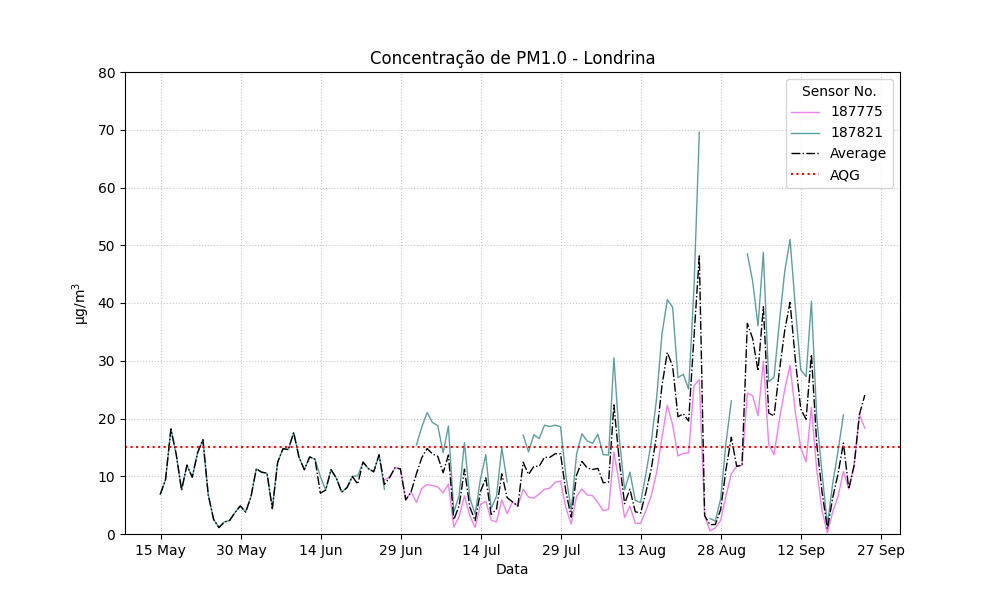 Concentração de PM1.0 - Londrina
80
70
60
50
40
30
20
10
0
µg/m³
Sensor No.
187775
187821
Average
AQG
15 May
30 May
14 Jun
29 Jun
14 Jul
29 Jul
13 Aug
28 Aug
12 Sep
27 Sep
Data